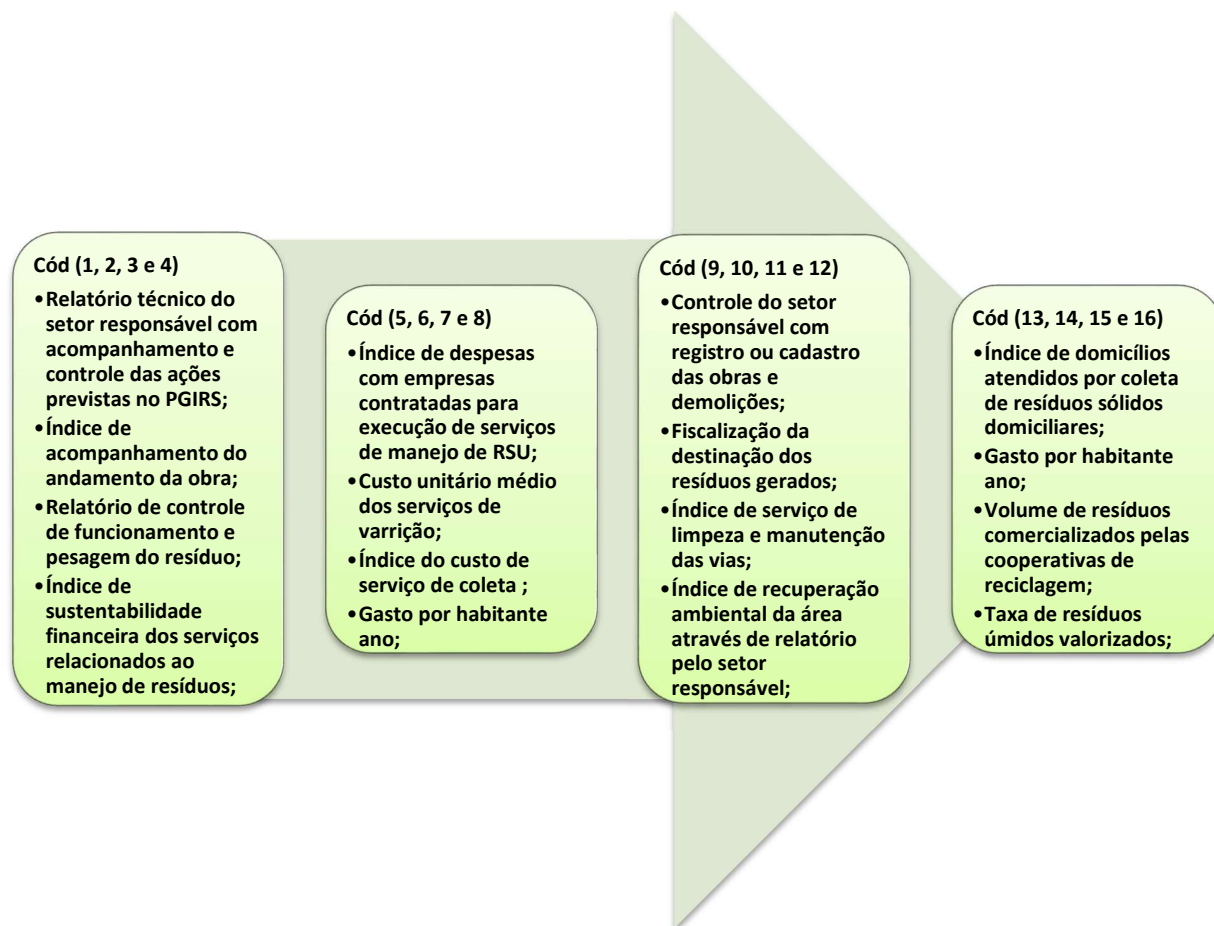 Cód (1, 2, 3 e 4)
•Relatório técnico do
setor responsável com
acompanhamento e
controle das ações
previstas no PGIRS;
•Índice de
acompanhamento do
andamento da obra;
•Relatório de controle
de funcionamento e
pesagem do resíduo;
•Índice de
sustentabilidade
financeira dos serviços
relacionados ao
manejo de resíduos;
Cód (5, 6, 7 e 8)
•Índice de despesas
com empresas
contratadas para
execução de serviços
de manejo de RSU;
•Custo unitário médio
dos serviços de
varrição;
•Índice do custo de
serviço de coleta ;
•Gasto por habitante
ano;
Cód (9, 10, 11 e 12)
•Controle do setor
responsável com
registro ou cadastro
das obras e
demolições;
•Fiscalização da
destinação dos
resíduos gerados;
•Índice de serviço de
limpeza e manutenção
das vias;
•Índice de recuperação
ambiental da área
através de relatório
pelo setor
responsável;
Cód (13, 14, 15 e 16)
•Índice de domicílios
atendidos por coleta
de resíduos sólidos
domiciliares;
•Gasto por habitante
ano;
•Volume de resíduos
comercializados pelas
cooperativas de
reciclagem;
•Taxa de resíduos
úmidos valorizados;